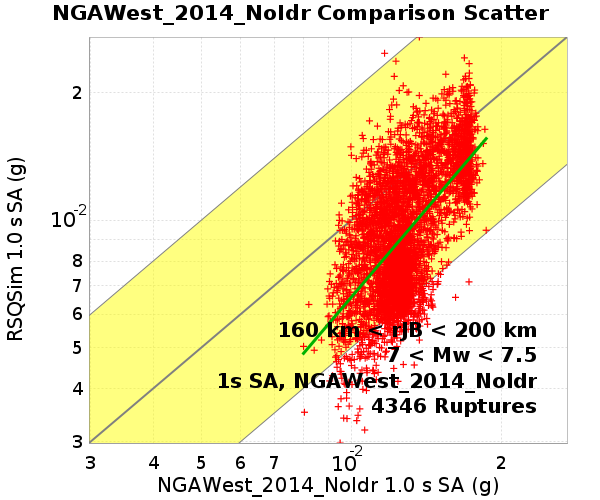 NGAWest_2014_NoIdr Comparison Scatter
RSQSim 1.0 s SA (g)
2
10-2
8
7
6
5
4
3
160 km < rJB < 200 km
7 < Mw < 7.5
1s SA, NGAWest_2014_NoIdr
4346 Ruptures
3 4 5 6 7 10-2 2
NGAWest_2014_NoIdr 1.0 s SA (g)